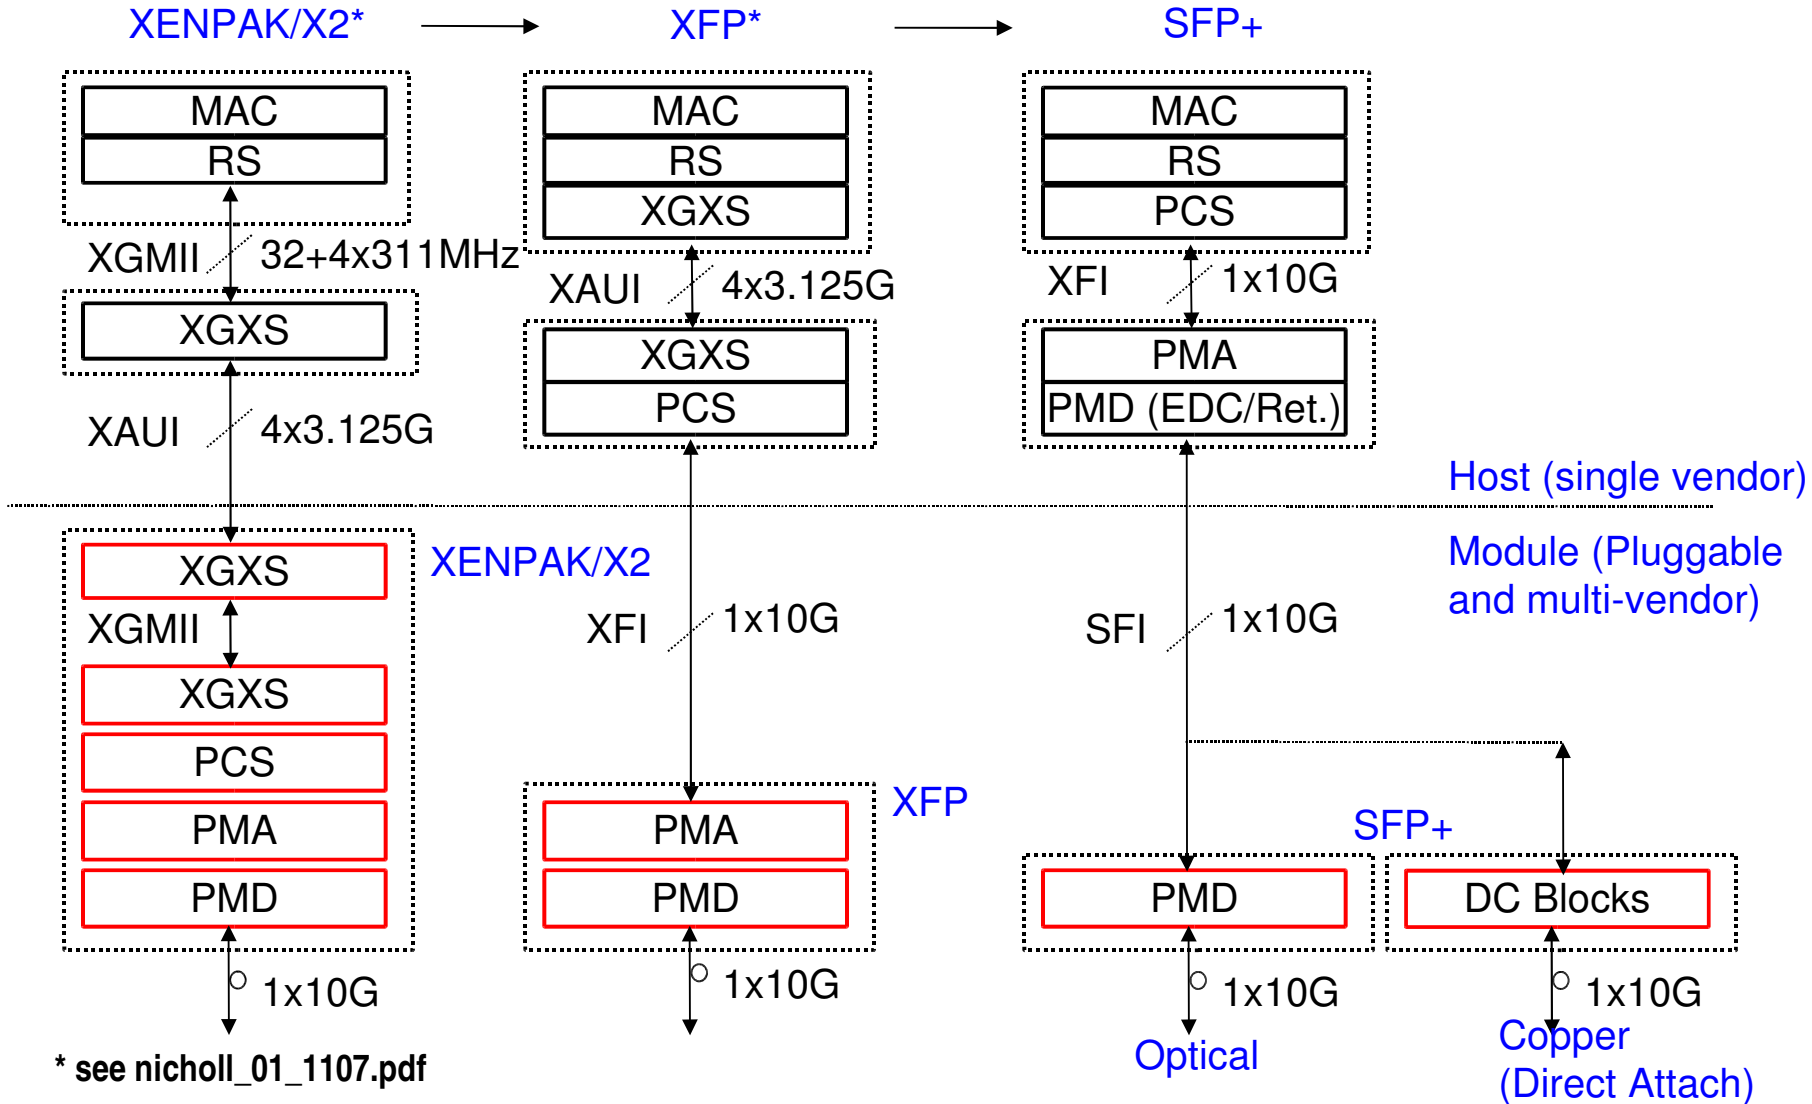 XENPAK/X2*
XFP*
SFP+
MAC
RS
XGMII
32+4x311MHz
XGXS
XAUI
4x3.125G
XGXS
XENPAK/X2
XGMII
XGXS
PCS
PMA
PMD
1x10G
* see nicholl_01_1107.pdf
MAC
RS
XGXS
XAUI
4x3.125G
XGXS
PCS
XFI
1x10G
XFP
PMA
PMD
1x10G
MAC
RS
PCS
XFI
1x10G
PMA
PMD (EDC/Ret.)
Host (single vendor)
Module (Pluggable
and multi-vendor)
SFI
1x10G
SFP+
PMD
DC Blocks
1x10G
1x10G
Optical
Copper
(Direct Attach)